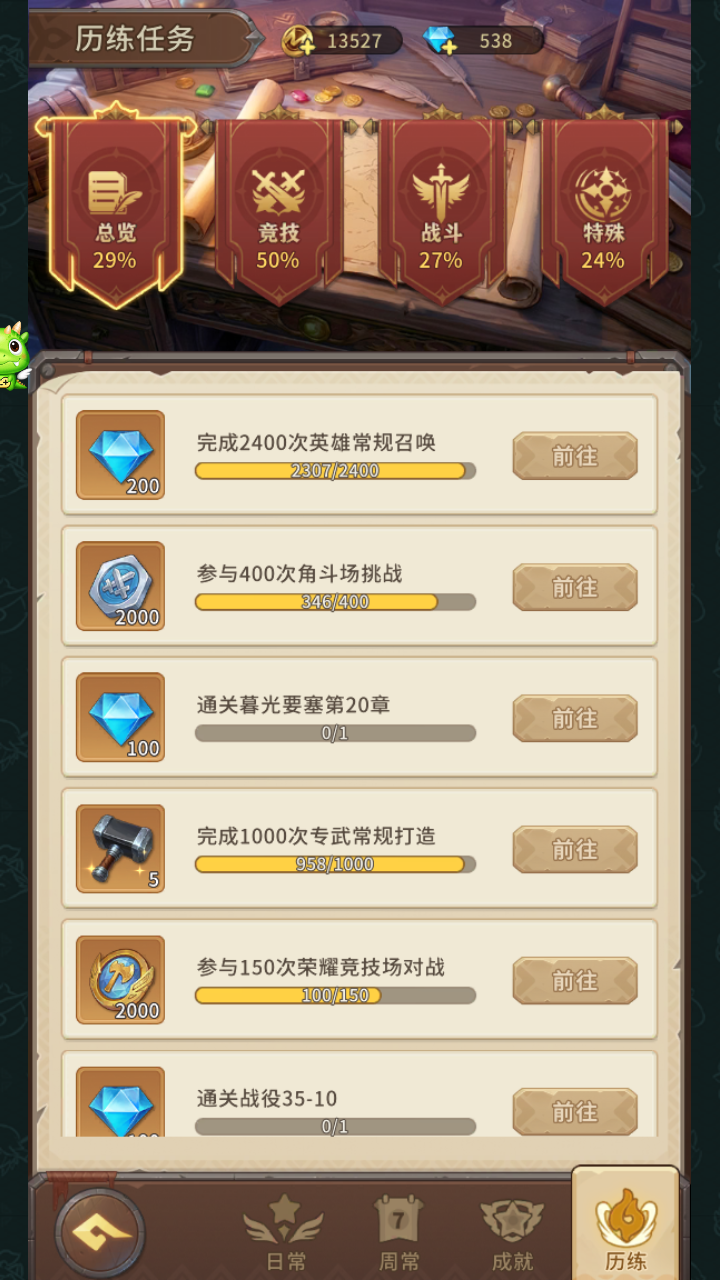 历练任务
13527
538
总览
29%
竞技
50%
战斗
27%
特殊
24%
完成2400次英雄常规召唤
2307/2400
200
前往
参与400次角斗场挑战
346/400
2000
前往
通关暮光要塞第20章
0/1
100
前往
完成1000次专武常规打造
958/1000
5
前往
参与150次荣耀竞技场对战
100/150
2000
前往
通关战役35-10
0/1
前往
日常
7
周常
成就
历练